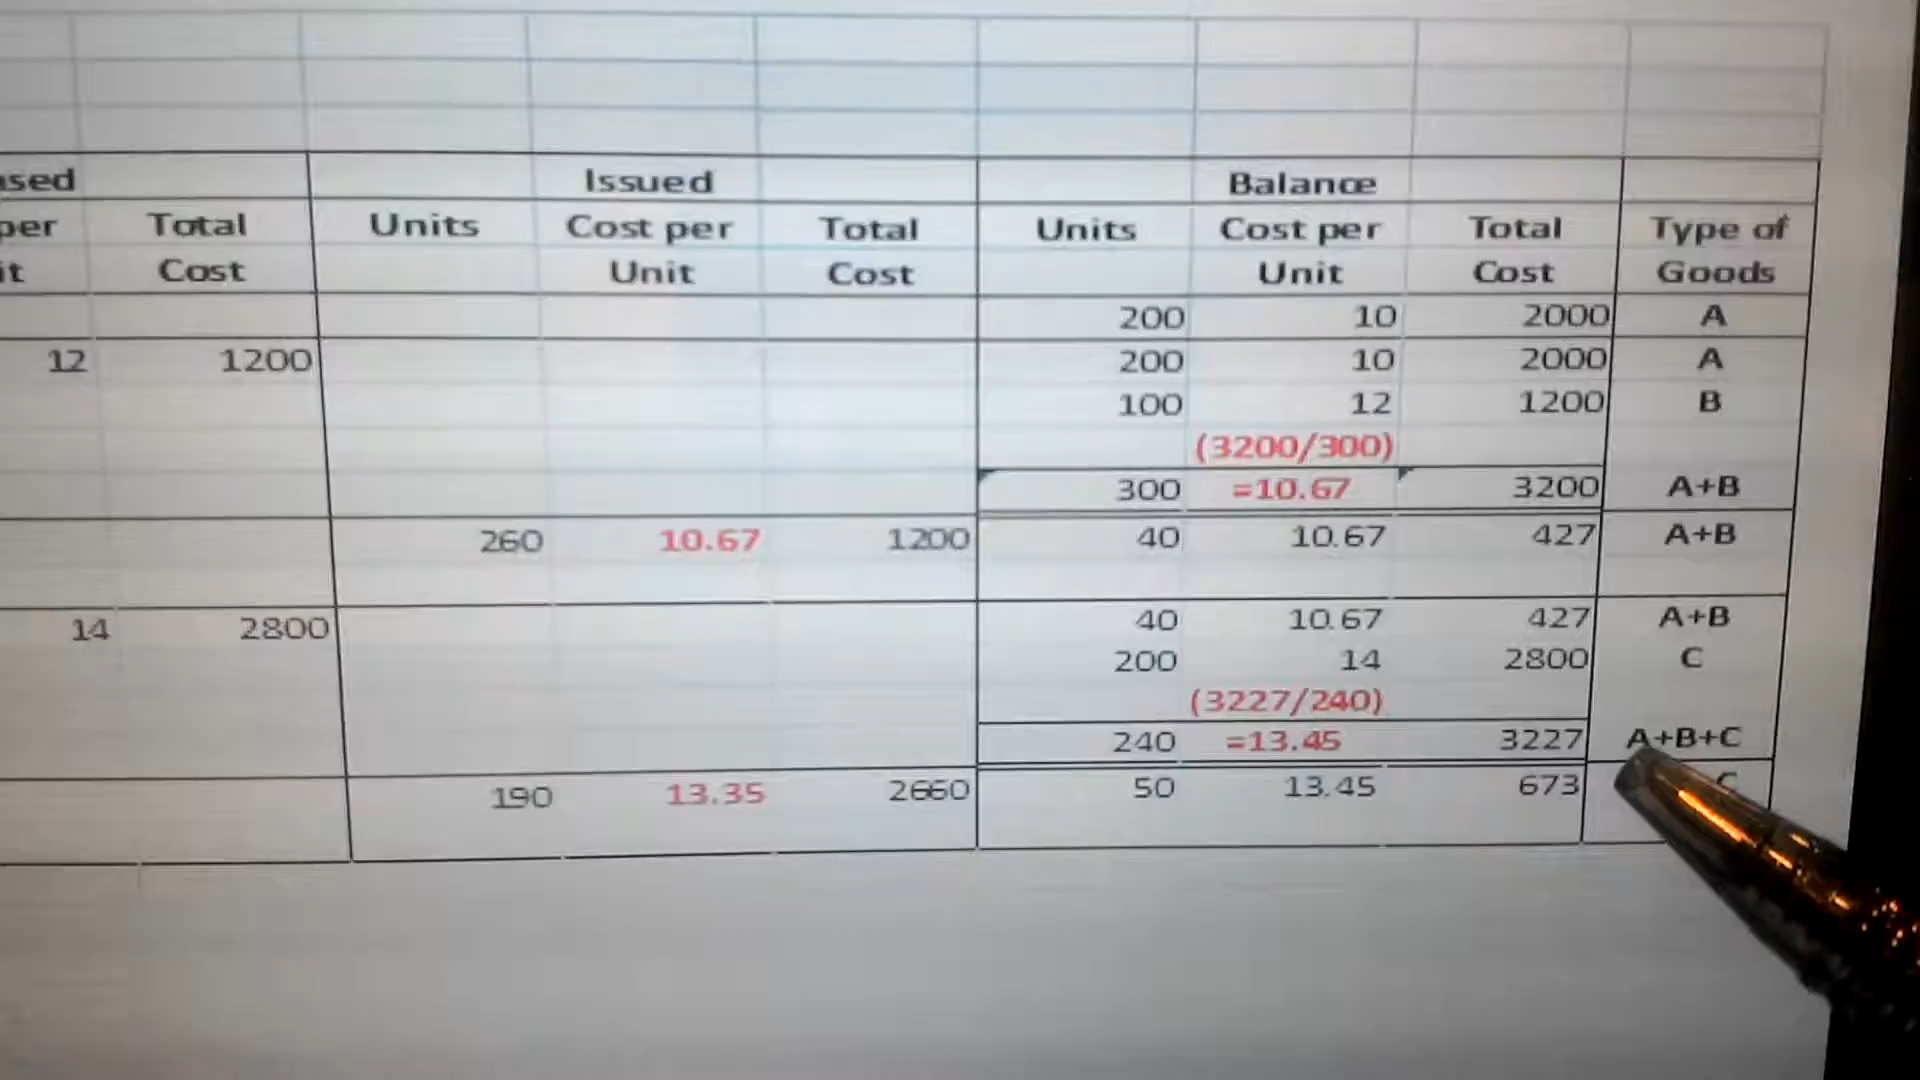 Issued Balance
Total Units Cost per Total Units Cost per Total Type of
Cost Unit Cost Unit Cost Goods
200 10 2000 A
12 1200 200 10 2000 A
100 12 1200 B
(3200/300)
300 =10.67 3200 A+B
260 10.67 1200 40 10.67 427 A+B
14 2800 40 10.67 427 A+B
200 14 2800 C
(3227/240)
240 =13.45 3227 A+B+C
190 13.35 2660 50 13.45 673